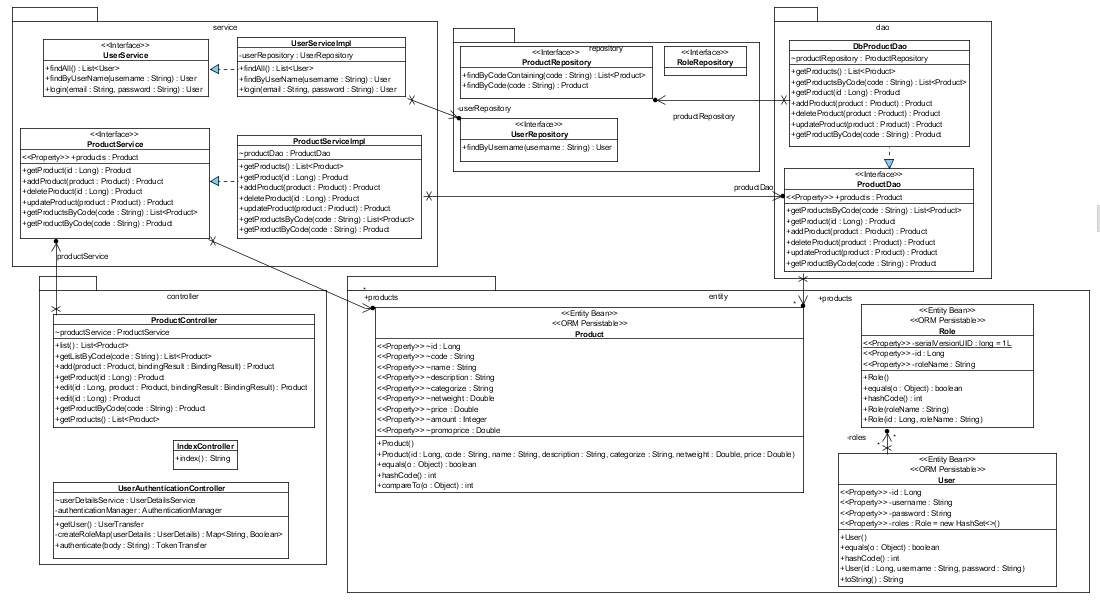 service
<<Interface>>
UserService
+findAll() : List<User>
+findByUserName(username : String) : User
+login(email : String, password : String) : User
UserServiceImpl
-userRepository : UserRepository
+findAll() : List<User>
+findByUserName(username : String) : User
+login(email : String, password : String) : User
<<Interface>>
ProductService
<<Property>> +products : Product
+getProduct(id : Long) : Product
+addProduct(product : Product) : Product
+deleteProduct(id : Long) : Product
+updateProduct(product : Product) : Product
+getProductsByCode(code : String) : List<Product>
+getProductByCode(code : String) : Product
ProductServiceImpl
~productDao : ProductDao
+getProducts() : List<Product>
+getProduct(id : Long) : Product
+addProduct(product : Product) : Product
+deleteProduct(id : Long) : Product
+updateProduct(product : Product) : Product
+getProductsByCode(code : String) : List<Product>
+getProductByCode(code : String) : Product
repository
<<Interface>>
ProductRepository
+findByCodeContaining(code : String) : List<Product>
+findByCode(code : String) : Product
<<Interface>>
RoleRepository
-userRepository
<<Interface>>
UserRepository
+findByUsername(username : String) : User
productRepository
dao
DbProductDao
~productRepository : ProductRepository
+getProducts() : List<Product>
+getProductsByCode(code : String) : List<Product>
+getProduct(id : Long) : Product
+addProduct(product : Product) : Product
+deleteProduct(product : Product) : Product
+updateProduct(product : Product) : Product
+getProductByCode(code : String) : Product
productDao
<<Interface>>
ProductDao
<<Property>> +products : Product
+getProductsByCode(code : String) : List<Product>
+getProduct(id : Long) : Product
+addProduct(product : Product) : Product
+deleteProduct(product : Product) : Product
+updateProduct(product : Product) : Product
+getProductByCode(code : String) : Product
productService
controller
ProductController
~productService : ProductService
+list() : List<Product>
+getListByCode(code : String) : List<Product>
+add(product : Product, bindingResult : BindingResult) : Product
+getProduct(id : Long) : Product
+edit(id : Long, product : Product, bindingResult : BindingResult) : Product
+edit(id : Long) : Product
+getProductByCode(code : String) : Product
+getProducts() : List<Product>
IndexController
+index() : String
UserAuthenticationController
~userDetailsService : UserDetailsService
-authenticationManager : AuthenticationManager
+getUser() : UserTransfer
-createRoleMap(userDetails : UserDetails) : Map<String, Boolean>
+authenticate(body : String) : TokenTransfer
entity
*
+products
*
+products
<<Entity Bean>>
<<ORM Persistable>>
Product
<<Property>> ~id : Long
<<Property>> ~code : String
<<Property>> ~name : String
<<Property>> ~description : String
<<Property>> ~categorize : String
<<Property>> ~netweight : Double
<<Property>> ~price : Double
<<Property>> ~amount : Integer
<<Property>> ~promoprice : Double
+Product()
+Product(id : Long, code : String, name : String, description : String, categorize : String, netweight : Double, price : Double)
+equals(o : Object) : boolean
+hashCode() : int
+compareTo(o : Object) : int
<<Entity Bean>>
<<ORM Persistable>>
Role
<<Property>> -serialVersionUID : long = 1L
<<Property>> -id : Long
<<Property>> -roleName : String
+Role()
+equals(o : Object) : boolean
+hashCode() : int
+Role(roleName : String)
+Role(id : Long, roleName : String)
-roles
*
*
<<Entity Bean>>
<<ORM Persistable>>
User
<<Property>> -id : Long
<<Property>> -username : String
<<Property>> -password : String
<<Property>> -roles : Role = new HashSet<>()
+User()
+equals(o : Object) : boolean
+hashCode() : int
+User(id : Long, username : String, password : String)
+toString() : String